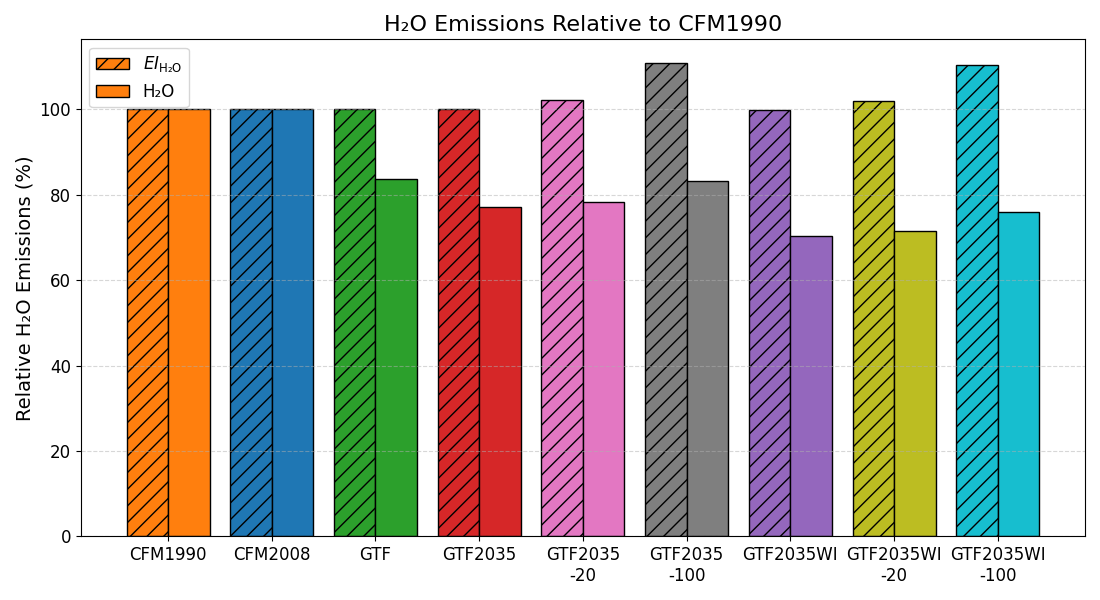 H₂O Emissions Relative to CFM1990
EI_H₂O
H₂O
Relative H₂O Emissions (%)
100
80
60
40
20
0
CFM1990 CFM2008 GTF GTF2035 GTF2035 GTF2035 GTF2035WI GTF2035WI GTF2035WI
-20 -100 -20 -100